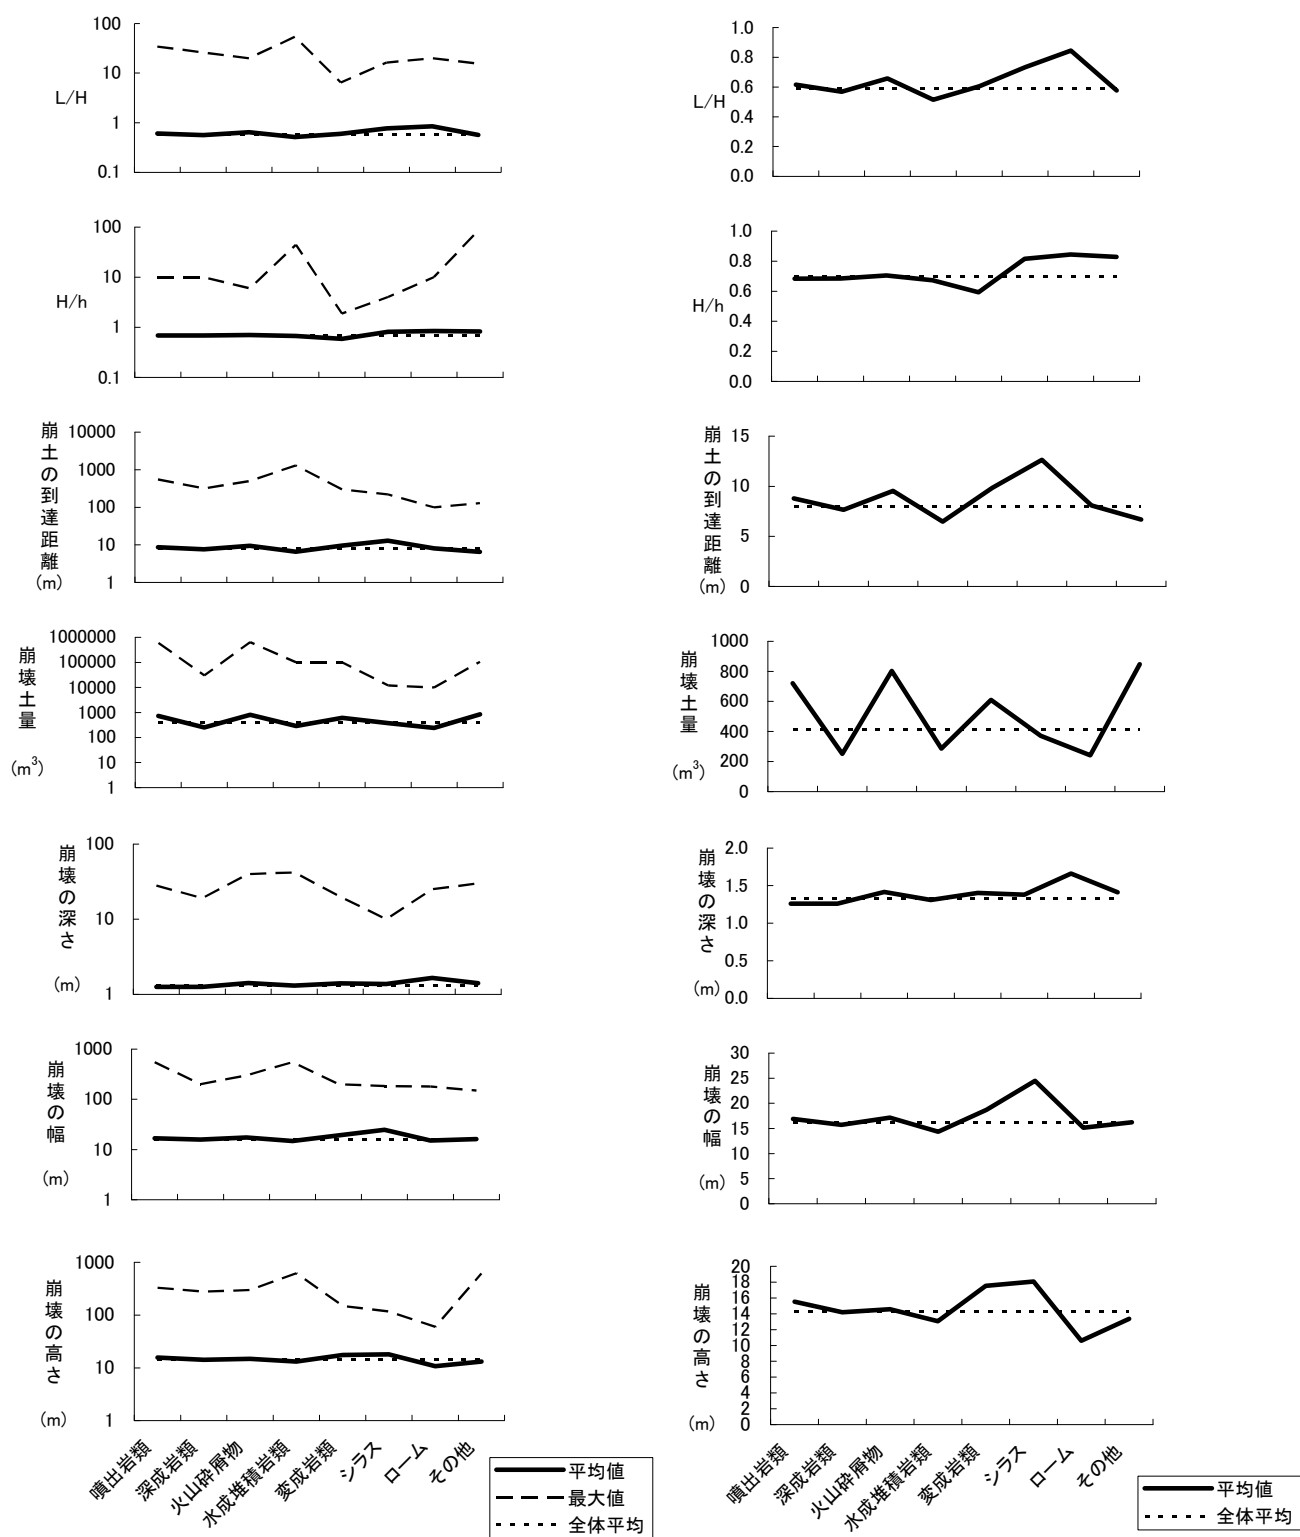 100
10
L/H
1
0.1
1.0
0.8
0.6
L/H
0.4
0.2
0.0
100
10
H/h
1
0.1
1.0
0.8
0.6
H/h
0.4
0.2
0.0
崩土の到達距離
(m)
10000
1000
100
10
1
崩土の到達距離
(m)
15
10
5
0
崩壊土量
(m³)
1000000
100000
10000
1000
100
10
1
崩壊土量
(m³)
1000
800
600
400
200
0
崩壊の深さ
(m)
100
10
1
崩壊の深さ
(m)
2.0
1.5
1.0
0.5
0.0
崩壊の幅
(m)
1000
100
10
1
崩壊の幅
(m)
30
25
20
15
10
5
0
崩壊の高さ
(m)
1000
100
10
1
崩壊の高さ
(m)
20
18
16
14
12
10
8
6
4
2
0
噴出岩類
深成岩類
火山砕屑物
水成堆積岩類
変成岩類
シラス
ローム
その他
平均値
最大値
全体平均
噴出岩類
深成岩類
火山砕屑物
水成堆積岩類
変成岩類
シラス
ローム
その他
平均値
全体平均